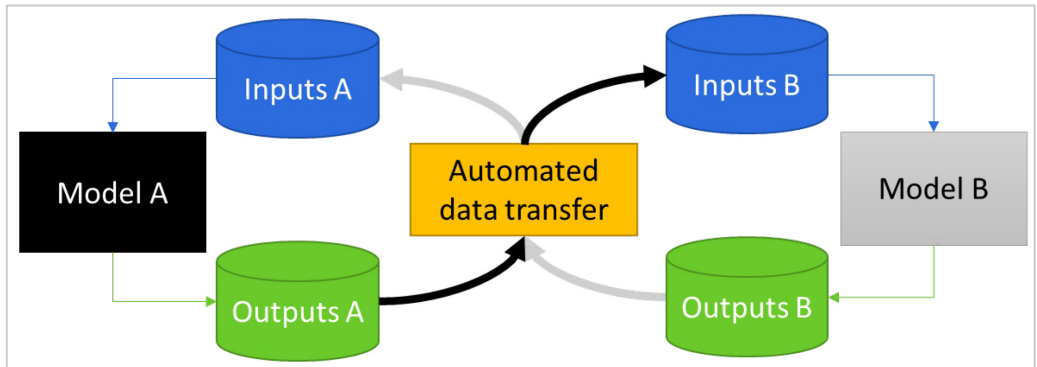 Inputs A
Inputs B
Model A
Automated
data transfer
Model B
Outputs A
Outputs B